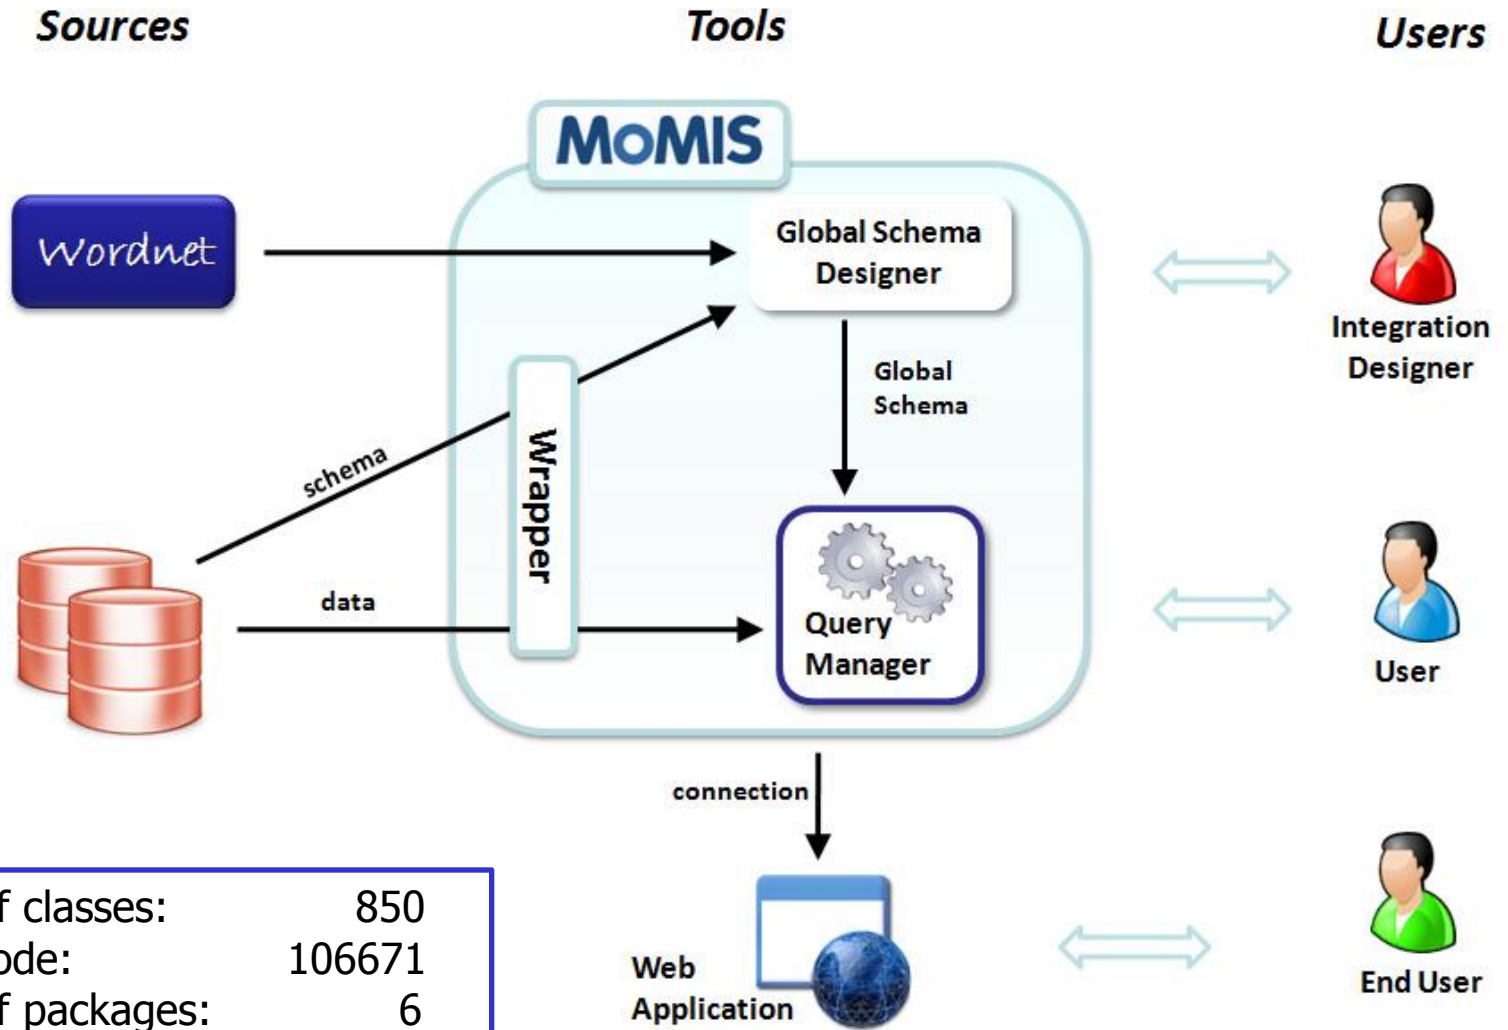 Sources
Tools
Users
MOMIS
Wordnet
Global Schema
Designer
Integration
Designer
Global
Schema
schema
Wrapper
data
Query
Manager
User
connection
f classes: 850
ode: 106671
f packages: 6
Web
Application
End User